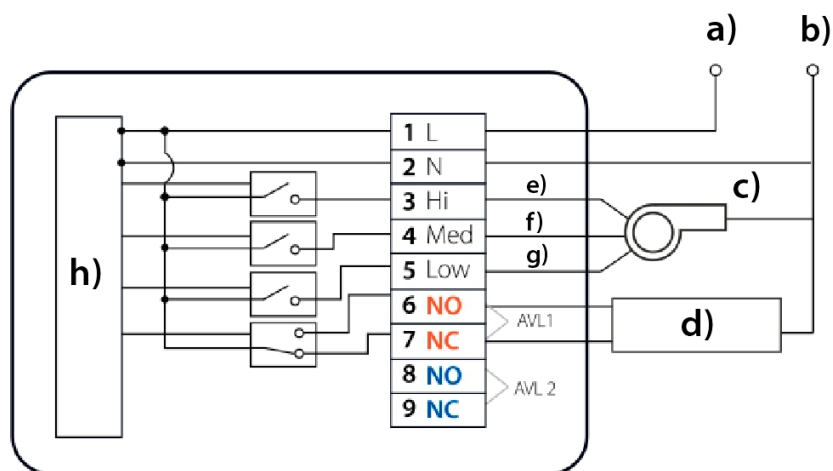 a) b)
1 L
2 N
c)
e)
3 Hi
f)
4 Med
g)
5 Low
h)
6 NO
AVL1
d)
7 NC
8 NO
AVL 2
9 NC